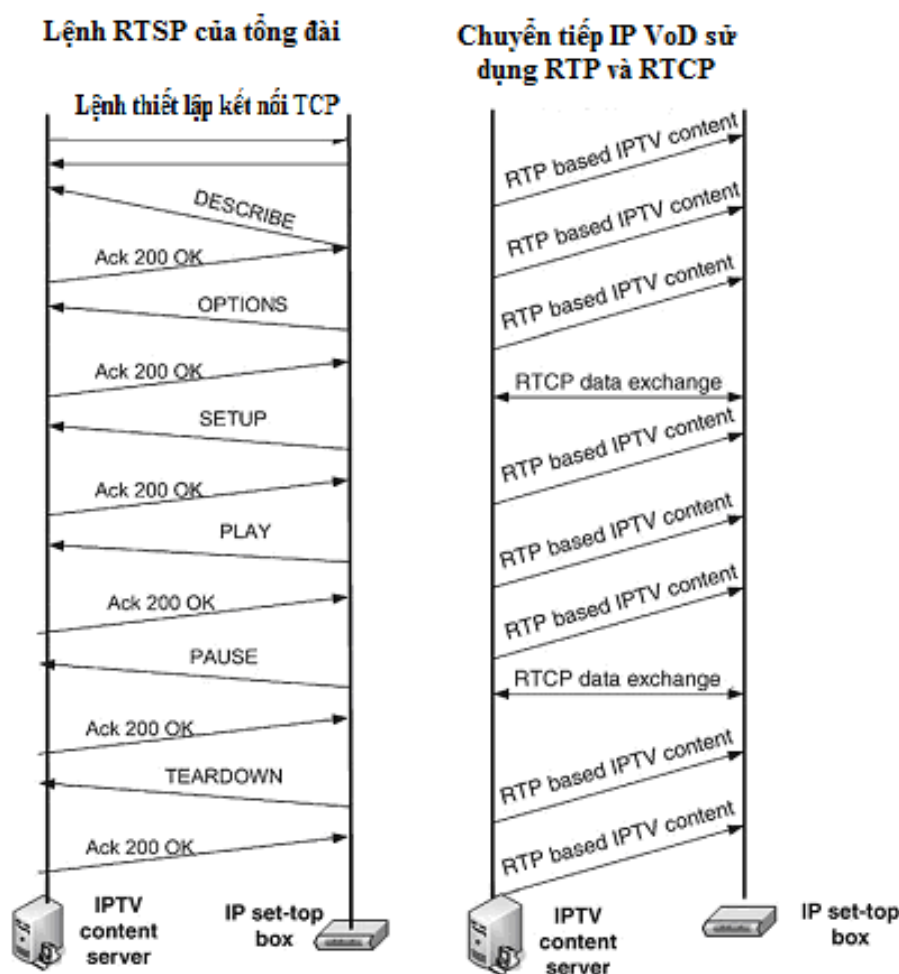 Lệnh RTSP của tổng đài
Lệnh thiết lập kết nối TCP
DESCRIBE
Ack 200 OK
OPTIONS
Ack 200 OK
SETUP
Ack 200 OK
PLAY
Ack 200 OK
PAUSE
Ack 200 OK
TEARDOWN
Ack 200 OK
IPTV
content
server
IP set-top
box
Chuyển tiếp IP VoD sử
dụng RTP và RTCP
RTP based IPTV content
RTP based IPTV content
RTP based IPTV content
RTCP data exchange
RTP based IPTV content
RTP based IPTV content
RTP based IPTV content
RTCP data exchange
RTP based IPTV content
RTP based IPTV content
IPTV
content
server
IP set-top
box